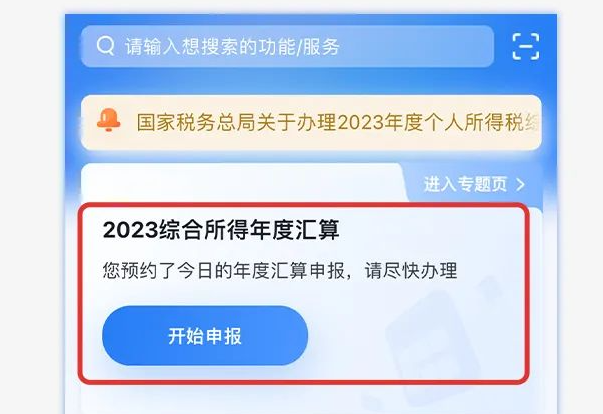 请输入想搜索的功能/服务
国家税务总局关于办理2023年度个人所得税综
进入专题页 >
2023综合所得年度汇算
您预约了今日的年度汇算申报，请尽快办理
开始申报